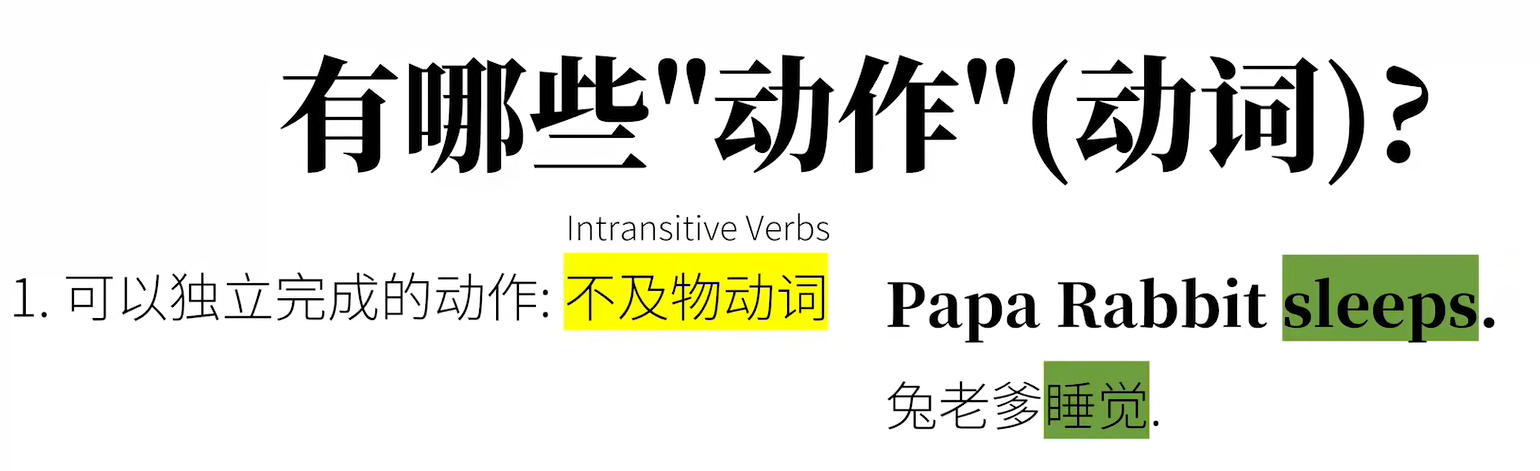 有哪些"动作"(动词)?
Intransitive Verbs
1. 可以独立完成的动作: 不及物动词 Papa Rabbit sleeps.
兔老爹睡觉.